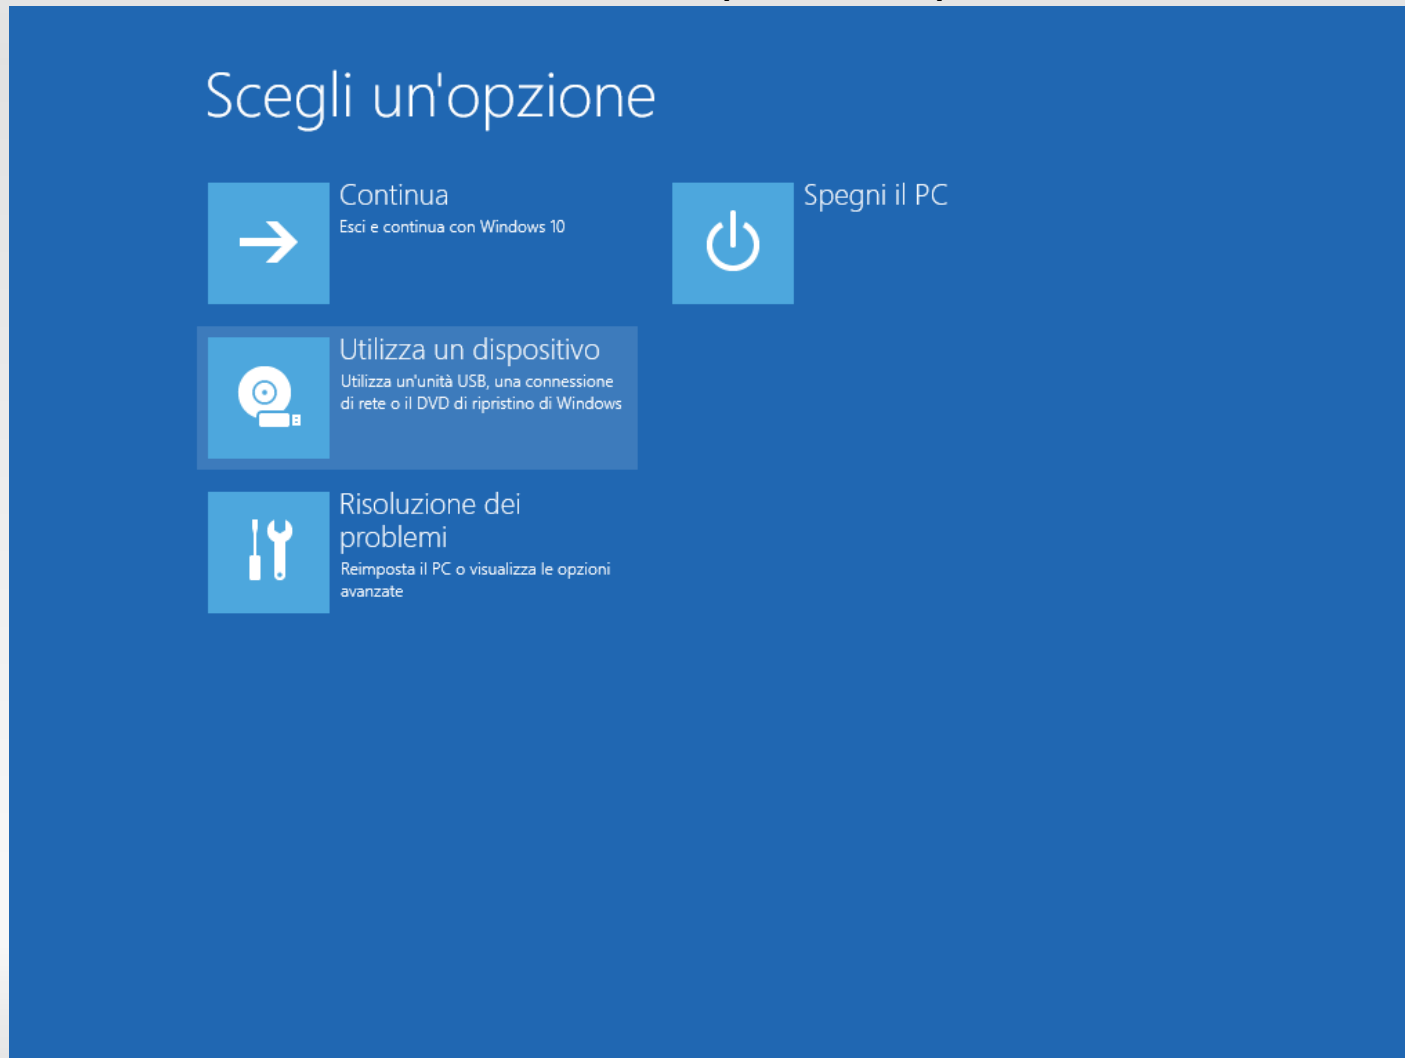 Scegli un'opzione
Continua
Esci e continua con Windows 10
Spegni il PC
Utilizza un dispositivo
Utilizza un'unità USB, una connessione
di rete o il DVD di ripristino di Windows
Risoluzione dei
problemi
Reimposta il PC o visualizza le opzioni
avanzate